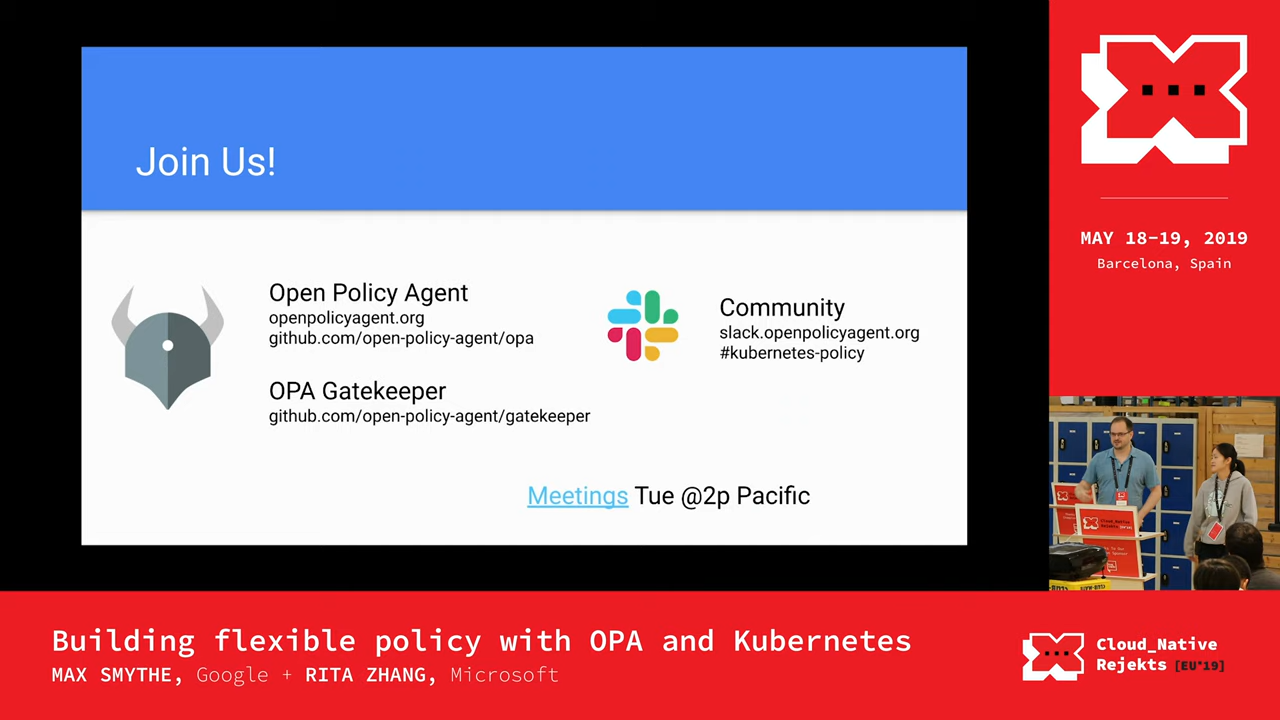 Join Us!
Open Policy Agent
openpolicyagent.org
github.com/open-policy-agent/opa
OPA Gatekeeper
github.com/open-policy-agent/gatekeeper
Community
slack.openpolicyagent.org
#kubernetes-policy
Meetings Tue @2p Pacific
MAY 18-19, 2019
Barcelona, Spain
Cloud_Native
Rejekts
Building flexible policy with OPA and Kubernetes
MAX SMYTHE, Google + RITA ZHANG, Microsoft
Cloud_Native
Rejekts [EU'19]